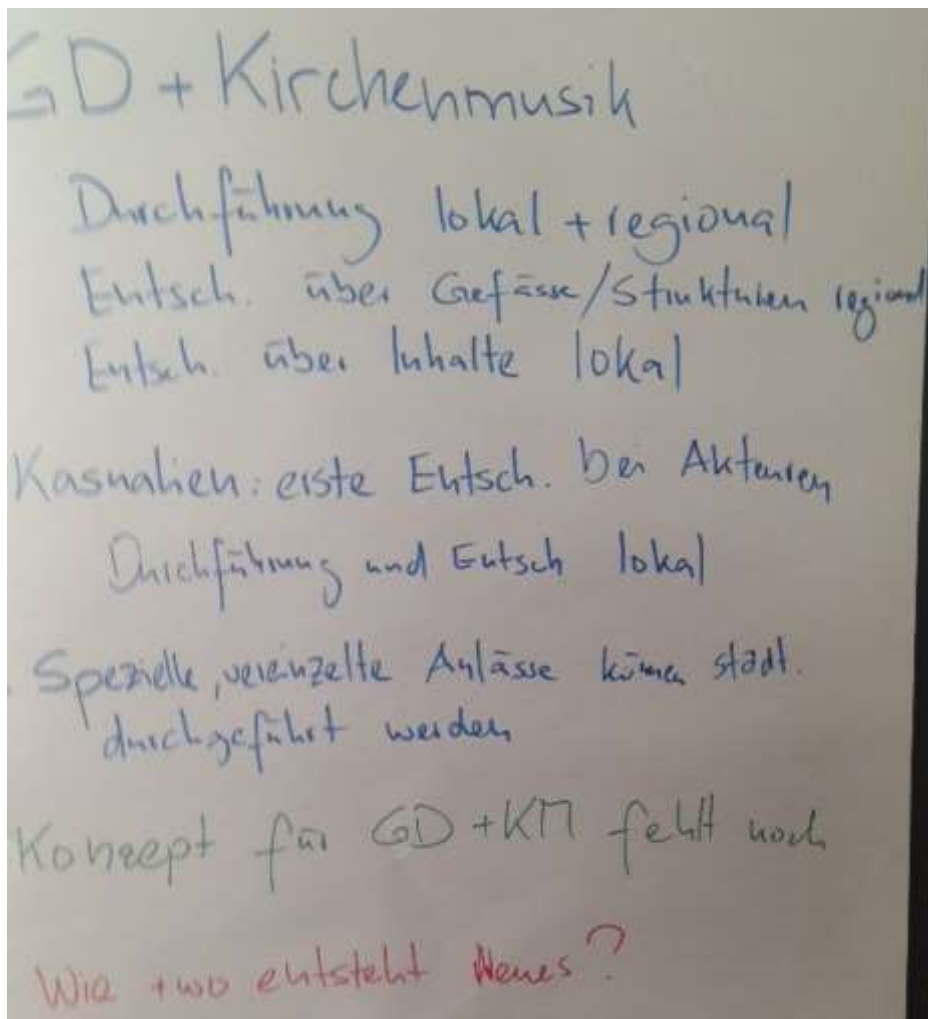 GD + Kirchenmusik
Durchführung lokal + regional
Entsch. über Gefässe/Strukturen regional
Entsch. über Inhalte lokal
Kasualien: erste Entsch. bei Akteuren
Durchführung und Entsch lokal
. Spezielle, vereinzelte Anlässe können städt.
durchgeführt werden
Konzept für GD + KM fehlt noch
Wie + wo entsteht Neues?